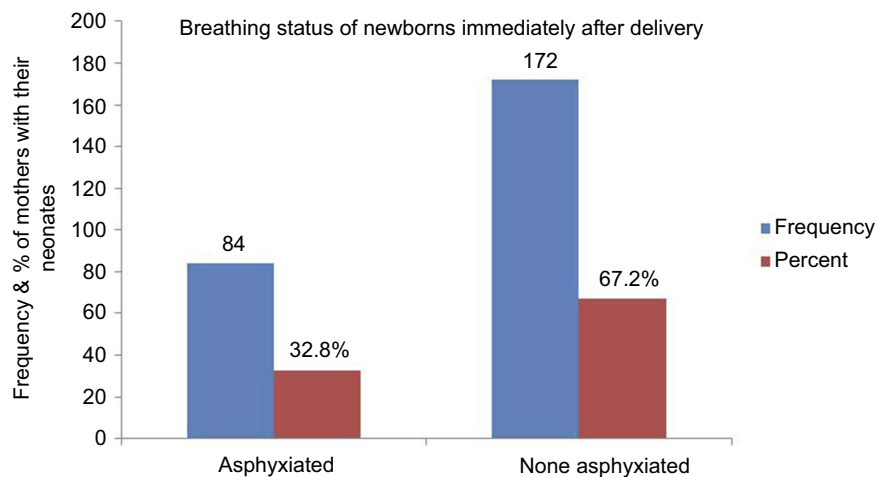 Breathing status of newborns immediately after delivery
Frequency & % of mothers with their
neonates
200
180
160
140
120
100
80
60
40
20
0
84
32.8%
172
67.2%
Asphyxiated
None asphyxiated
Frequency
Percent